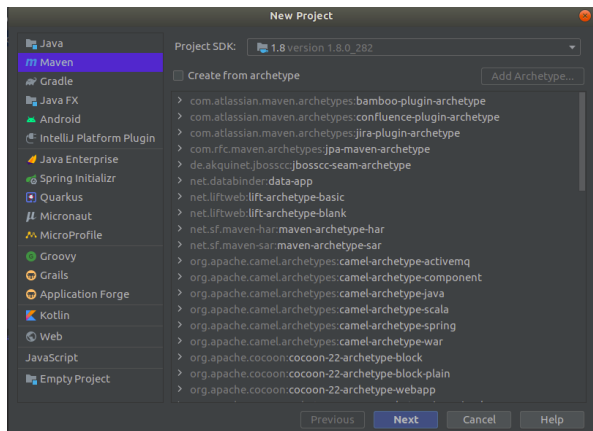 New Project
Java
Maven
Gradle
Java FX
Android
IntelliJ Platform Plugin
Java Enterprise
Spring Initializr
Quarkus
Micronaut
MicroProfile
Groovy
Grails
Application Forge
Kotlin
Web
JavaScript
Empty Project
Project SDK: 1.8 version 1.8.0_282
Create from archetype Add Archetype...
com.atlassian.maven.archetypes:bamboo-plugin-archetype
com.atlassian.maven.archetypes:confluence-plugin-archetype
com.atlassian.maven.archetypes:jira-plugin-archetype
com.rfc.maven.archetypes:jpa-maven-archetype
de.akquinet.jbosscc:jbosscc-seam-archetype
net.databinder:data-app
net.liftweb:lift-archetype-basic
net.liftweb:lift-archetype-blank
net.sf.maven-har:maven-archetype-har
net.sf.maven-sar:maven-archetype-sar
org.apache.camel.archetypes:camel-archetype-activemq
org.apache.camel.archetypes:camel-archetype-component
org.apache.camel.archetypes:camel-archetype-java
org.apache.camel.archetypes:camel-archetype-scala
org.apache.camel.archetypes:camel-archetype-spring
org.apache.camel.archetypes:camel-archetype-war
org.apache.cocoon:cocoon-22-archetype-block
org.apache.cocoon:cocoon-22-archetype-block-plain
org.apache.cocoon:cocoon-22-archetype-webapp
Previous Next Cancel Help